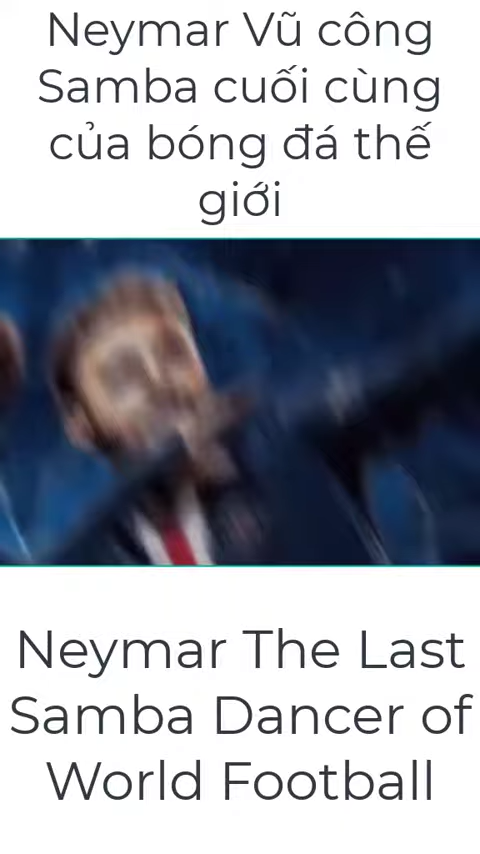 Neymar Vũ công
Samba cuối cùng
của bóng đá thế
giới
Neymar The Last
Samba Dancer of
World Football